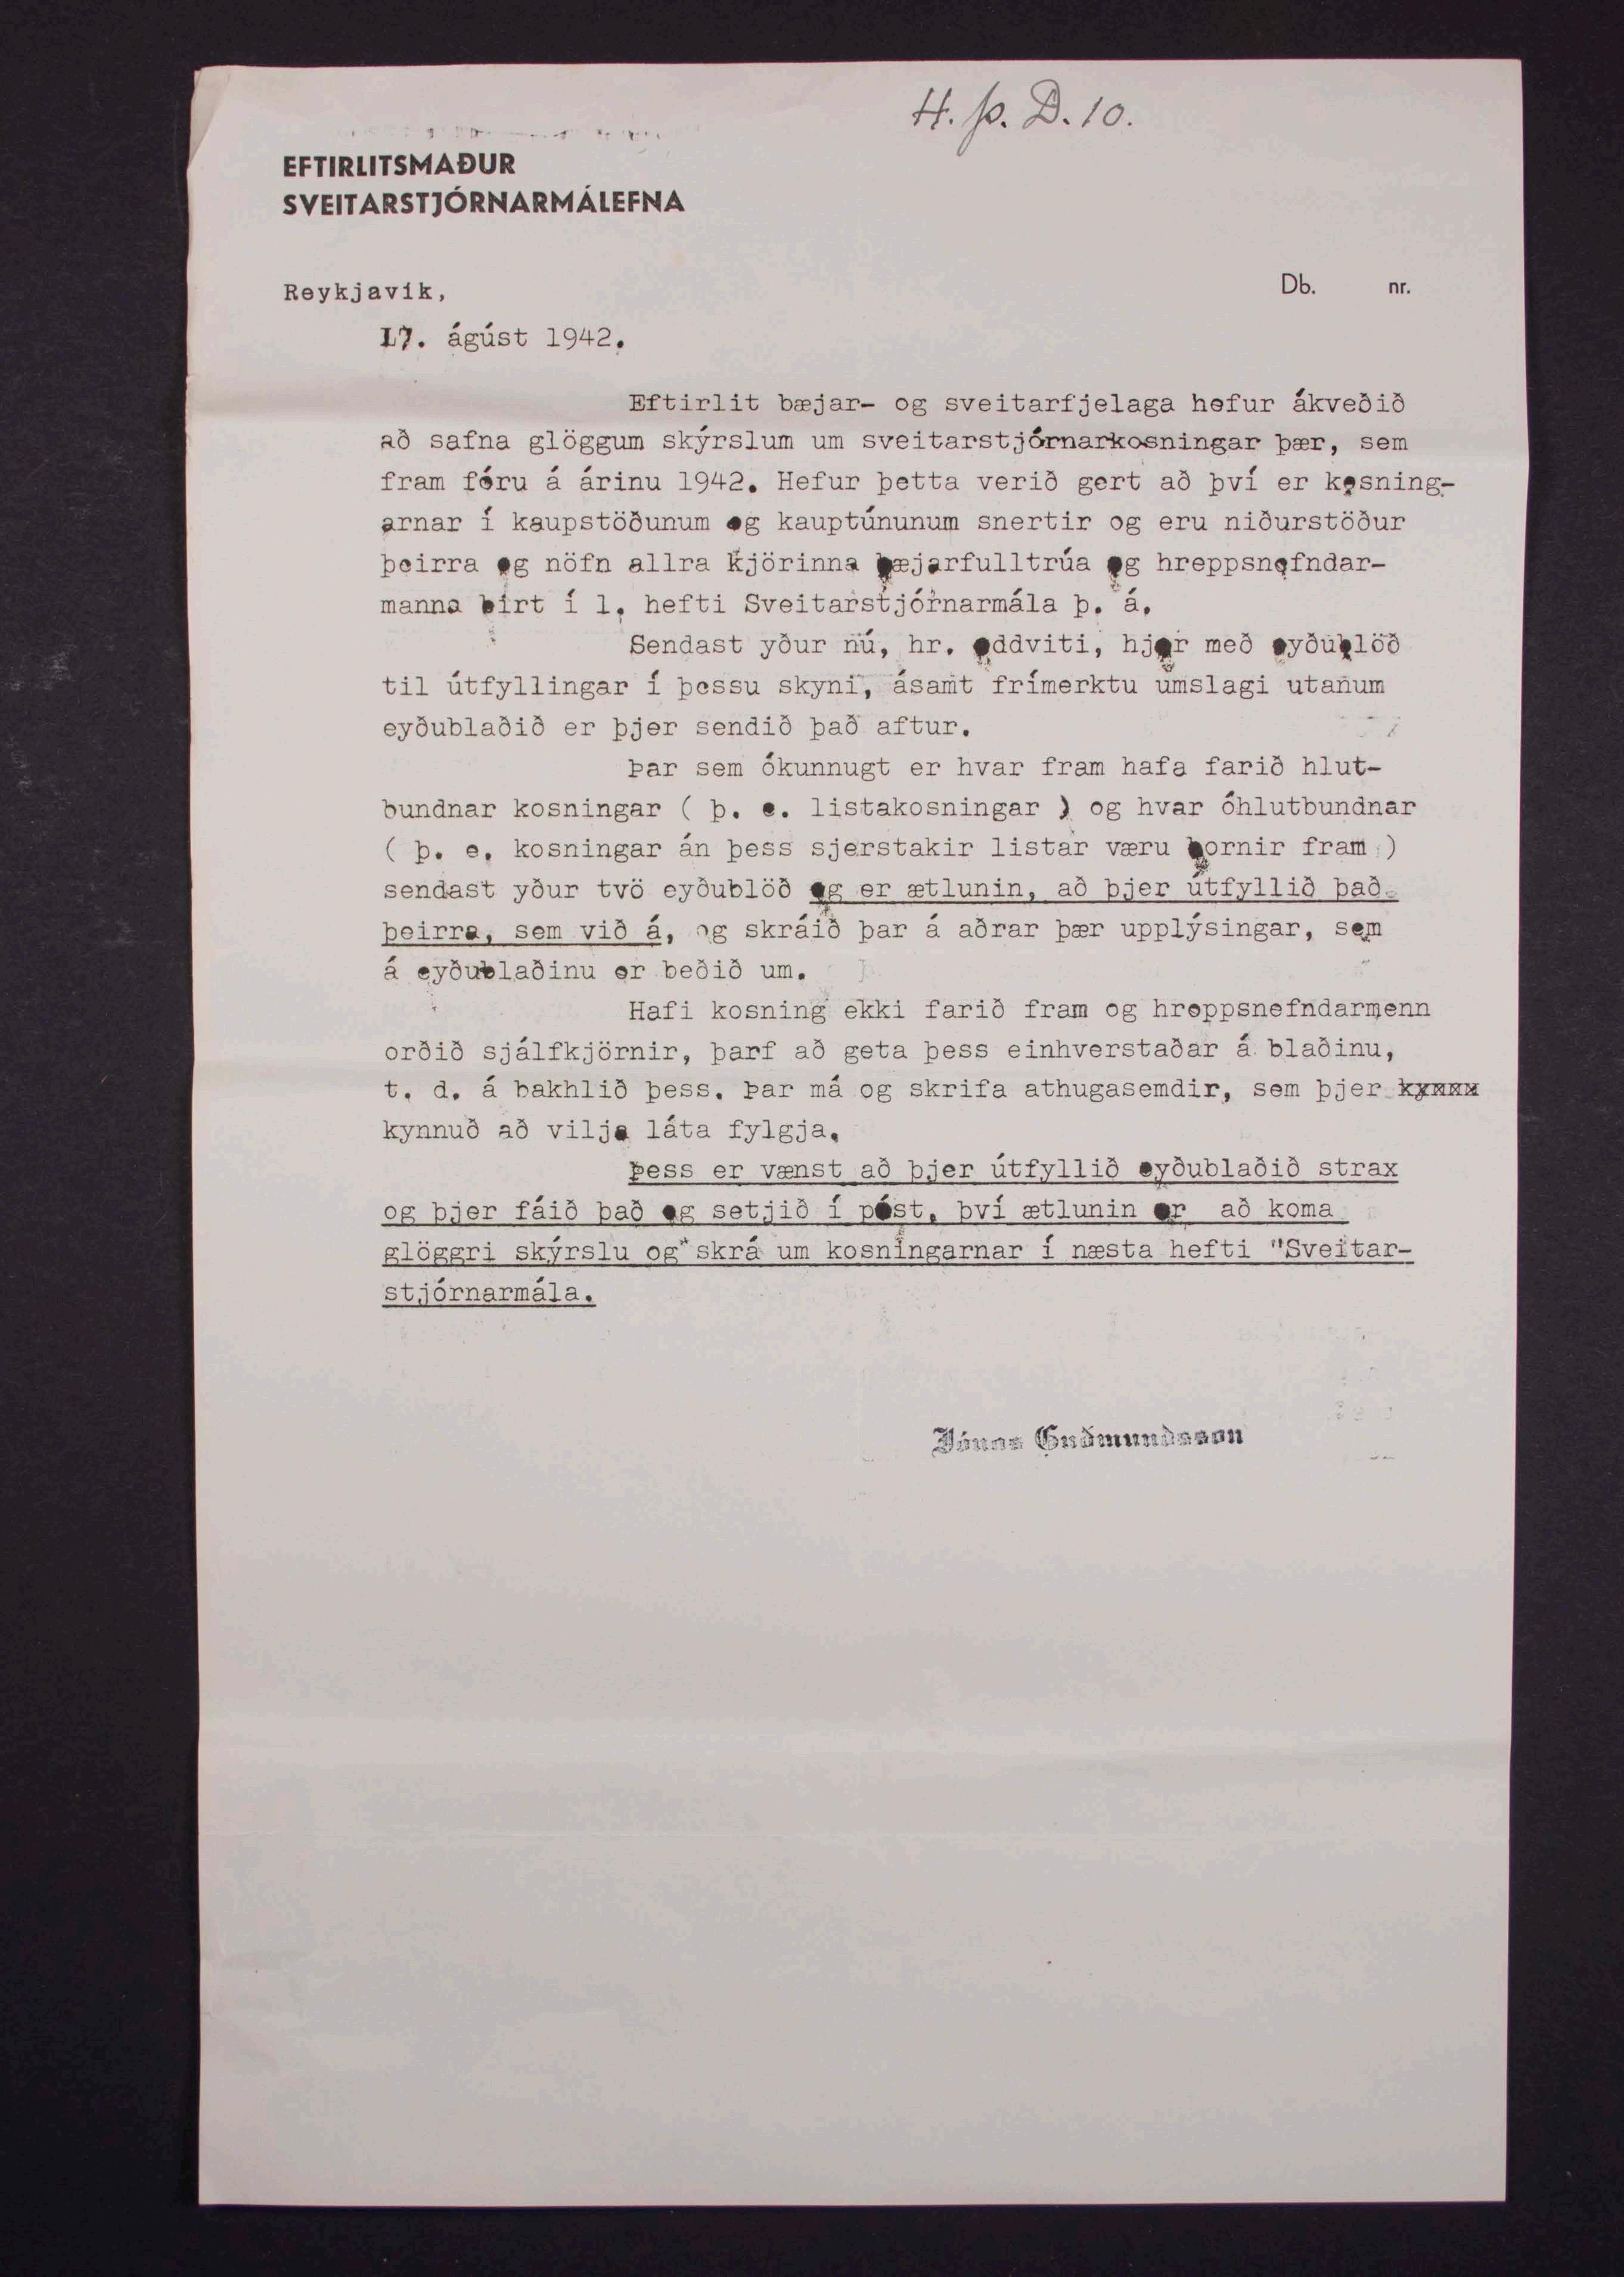 H. Þ. D. 10.
EFTIRLITSMAÐUR
SVEITARSTJÓRNARMÁLEFNA
Reykjavík,
Db. nr.
17. ágúst 1942.
Eftirlit bæjar- og sveitarfjelaga hefur ákveðið
að safna glöggum skýrslum um sveitarstjórnarkosningar þær, sem
fram fóru á árinu 1942. Hefur þetta verið gert að því er kosning-
arnar í kaupstöðunum og kauptúnunum snertir og eru niðurstöður
þeirra og nöfn allra kjörinna bæjarfulltrúa og hreppsnefndar-
manna birt í 1. hefti Sveitarstjórnarmála þ. á.
Sendast yður nú, hr. oddviti, hjer með eyðublöð
til útfyllingar í þessu skyni, ásamt frímerktu umslagi utanum
eyðublaðið er þjer sendið það aftur.
Þar sem ókunnugt er hvar fram hafa farið hlut-
bundnar kosningar ( þ. e. listakosningar ) og hvar óhlutbundnar
( þ. e. kosningar án þess sjerstakir listar væru bornir fram )
sendast yður tvö eyðublöð og er ætlunin, að þjer útfyllið það
þeirra, sem við á, og skráið þar á aðrar þær upplýsingar, sem
á eyðublaðinu er beðið um.
Hafi kosning ekki farið fram og hreppsnefndarmenn
orðið sjálfkjörnir, þarf að geta þess einhverstaðar á blaðinu,
t. d. á bakhlið þess. Þar má og skrifa athugasemdir, sem þjer
kynnuð að vilja láta fylgja.
Þess er vænst að þjer útfyllið eyðublaðið strax
og þjer fáið það og setjið í póst, því ætlunin er að koma
glöggri skýrslu og skrá um kosningarnar í næsta hefti "Sveitar-
stjórnarmála.
Jónas Guðmundsson